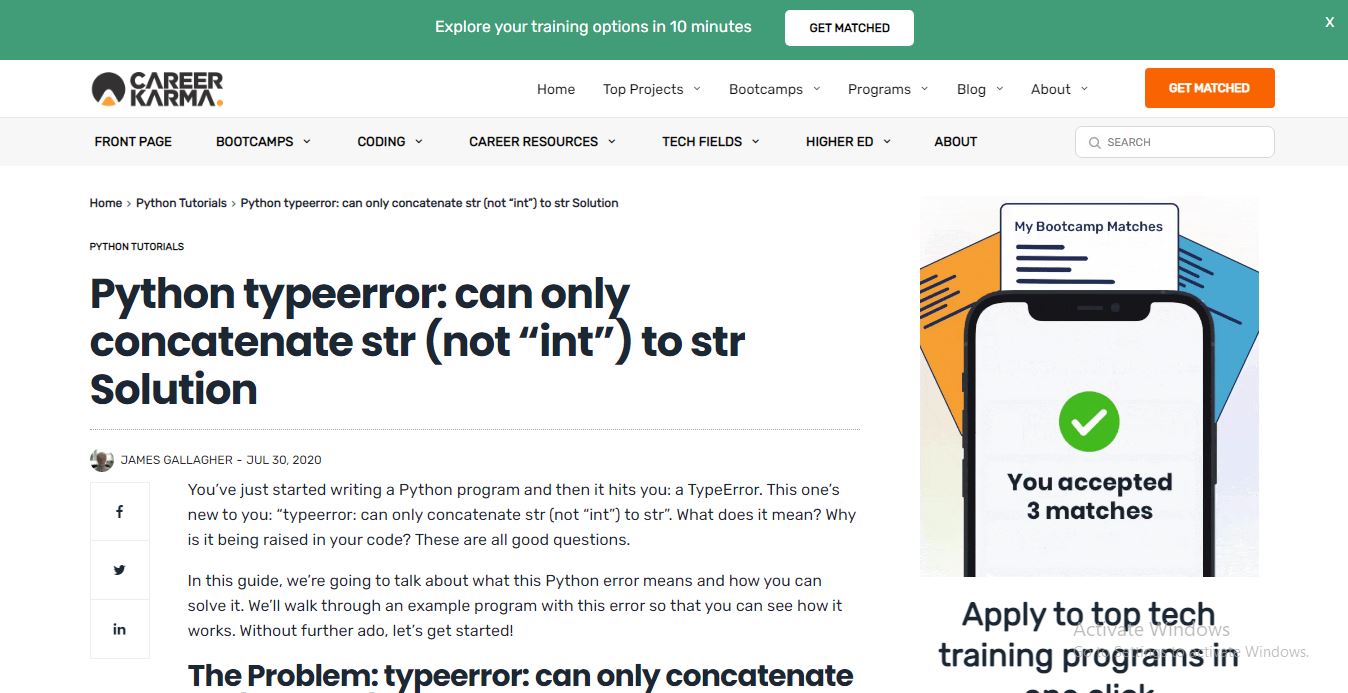 Explore your training options in 10 minutes
GET MATCHED
X
CAREER
KARMA.
Home
Top Projects
Bootcamps
Programs
Blog
About
GET MATCHED
FRONT PAGE
BOOTCAMPS
CODING
CAREER RESOURCES
TECH FIELDS
HIGHER ED
ABOUT
SEARCH
Home › Python Tutorials › Python typeerror: can only concatenate str (not “int”) to str Solution
PYTHON TUTORIALS
Python typeerror: can only
concatenate str (not “int”) to str
Solution
JAMES GALLAGHER - JUL 30, 2020
You’ve just started writing a Python program and then it hits you: a TypeError. This one’s
new to you: “typeerror: can only concatenate str (not “int”) to str”. What does it mean? Why
is it being raised in your code? These are all good questions.
In this guide, we’re going to talk about what this Python error means and how you can
solve it. We’ll walk through an example program with this error so that you can see how it
works. Without further ado, let’s get started!
The Problem: typeerror: can only concatenate
My Bootcamp Matches
You accepted
3 matches
Apply to top tech
training programs in
one click
Activate Windows
Go to Settings to activate Windows.